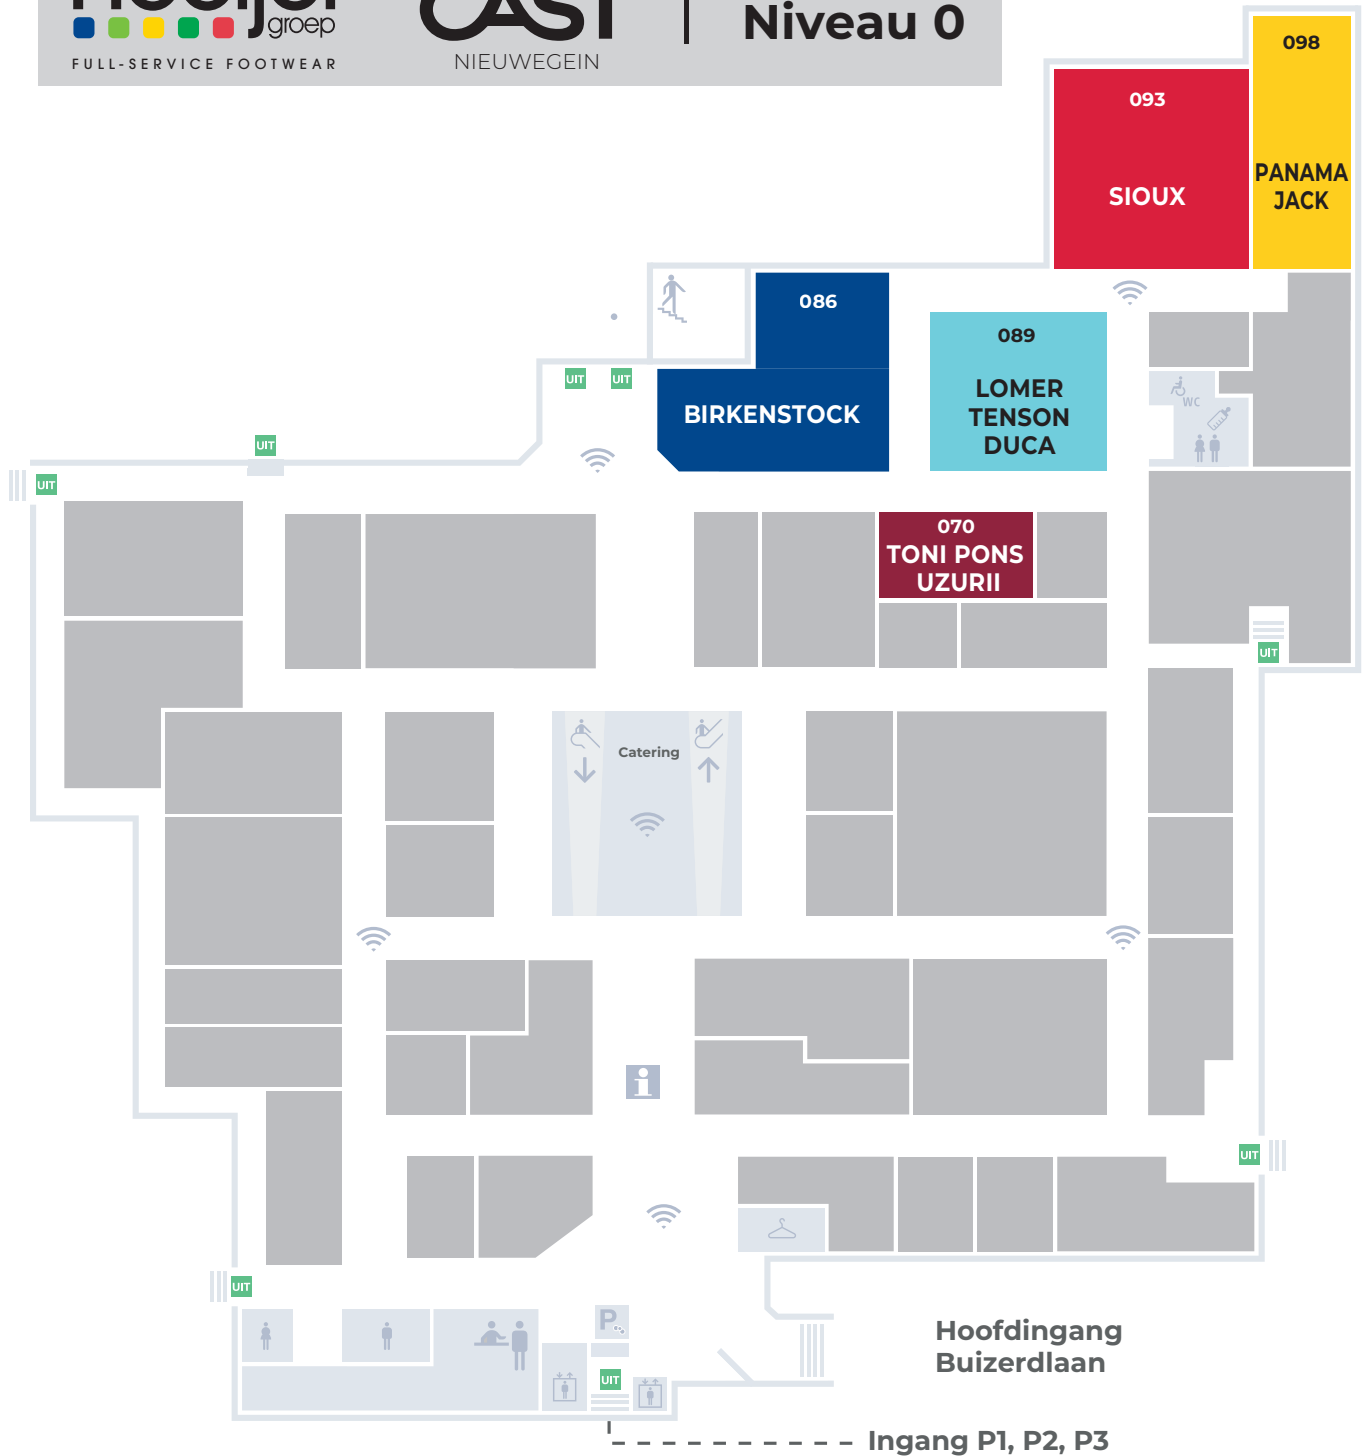 groep
FULL-SERVICE FOOTWEAR
NIEUWEGEIN
Niveau 0
098
093
PANAMA
JACK
SIOUX
086
089
LOMER
TENSON
DUCA
UIT
UIT
BIRKENSTOCK
WC
UIT
UIT
070
TONI PONS
UZURII
UIT
Catering
i
UIT
UIT
P
UIT
Hoofdingang
Buizerdlaan
Ingang P1, P2, P3